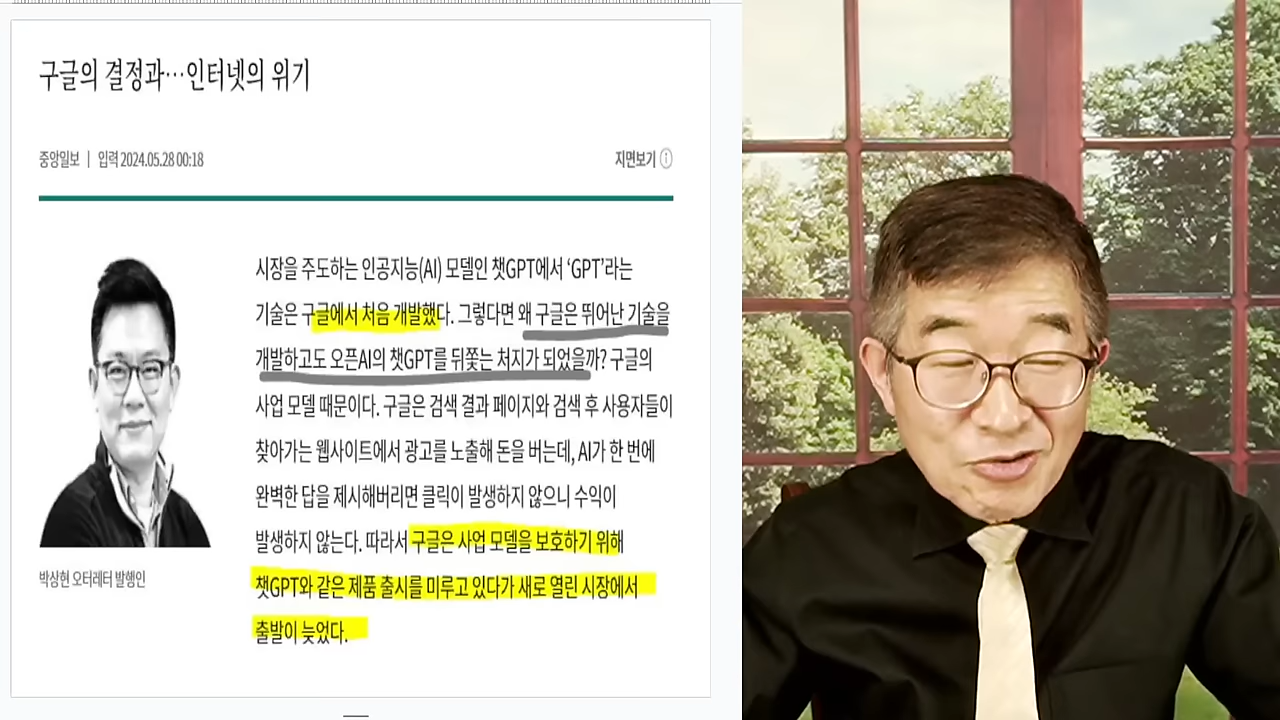 구글의 결정과…인터넷의 위기
중앙일보 | 입력 2024.05.28 00:18
지면보기 ⓘ
시장을 주도하는 인공지능(AI) 모델인 챗GPT에서 ‘GPT’라는
기술은 구글에서 처음 개발했다. 그렇다면 왜 구글은 뛰어난 기술을
개발하고도 오픈AI의 챗GPT를 뒤쫓는 처지가 되었을까? 구글의
사업 모델 때문이다. 구글은 검색 결과 페이지와 검색 후 사용자들이
찾아가는 웹사이트에서 광고를 노출해 돈을 버는데, AI가 한 번에
완벽한 답을 제시해버리면 클릭이 발생하지 않으니 수익이
발생하지 않는다. 따라서 구글은 사업 모델을 보호하기 위해
챗GPT와 같은 제품 출시를 미루고 있다가 새로 열린 시장에서
출발이 늦었다.
박상현 오터레터 발행인